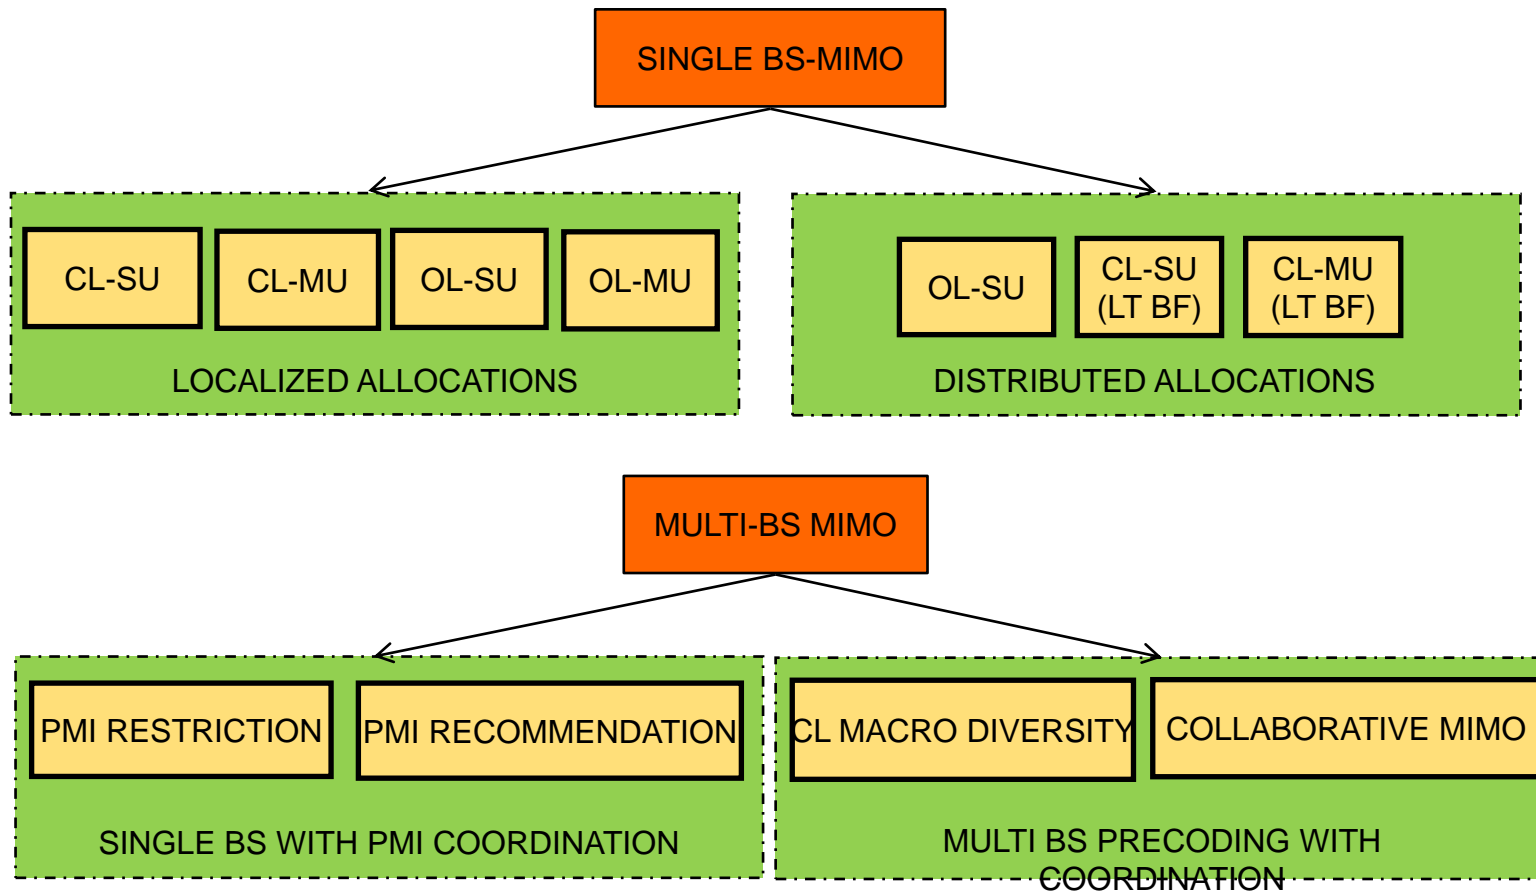 SINGLE BS-MIMO
CL-SU
CL-MU
OL-SU
OL-MU
LOCALIZED ALLOCATIONS
OL-SU
CL-SU
(LT BF)
CL-MU
(LT BF)
DISTRIBUTED ALLOCATIONS
MULTI-BS MIMO
PMI RESTRICTION
PMI RECOMMENDATION
SINGLE BS WITH PMI COORDINATION
CL MACRO DIVERSITY
COLLABORATIVE MIMO
MULTI BS PRECODING WITH
COORDINATION